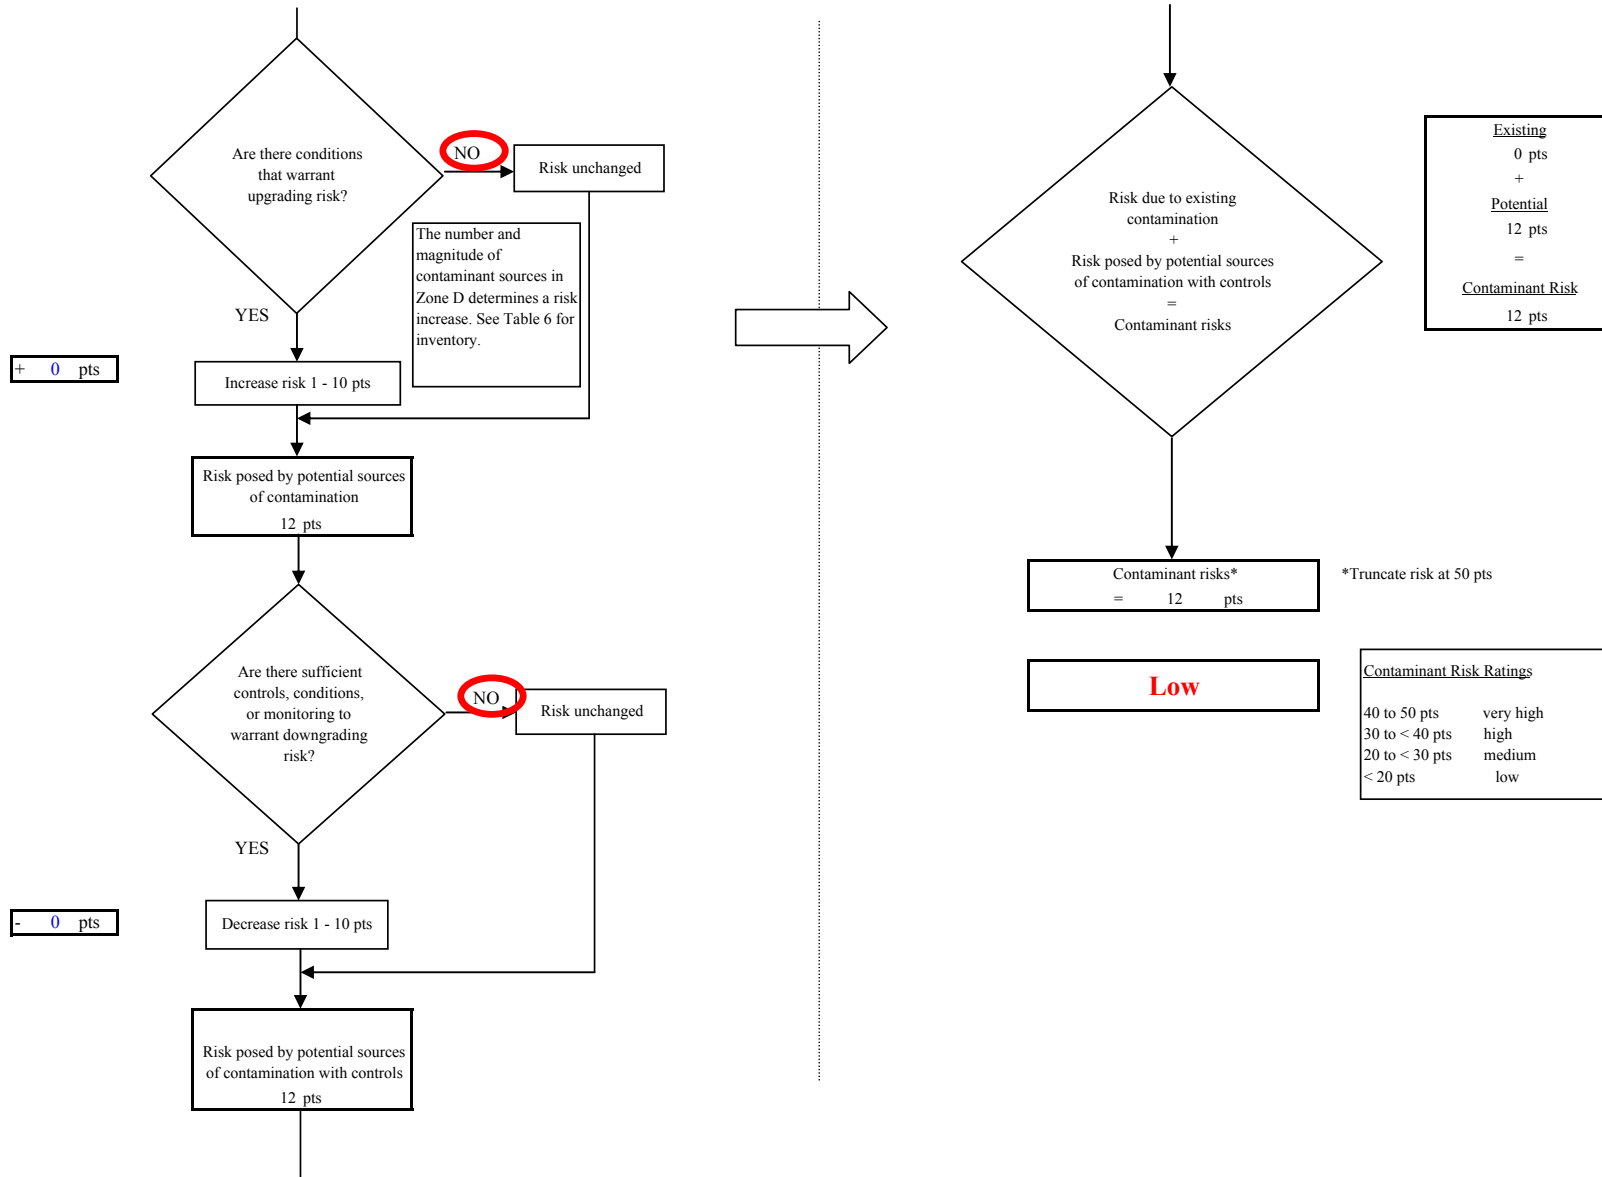 Are there conditions
that warrant
upgrading risk?
NO
Risk unchanged
The number and
magnitude of
contaminant sources in
Zone D determines a risk
increase. See Table 6 for
inventory.
YES
+ 0 pts
Increase risk 1 - 10 pts
Risk posed by potential sources
of contamination
12 pts
Are there sufficient
controls, conditions,
or monitoring to
warrant downgrading
risk?
NO
Risk unchanged
YES
- 0 pts
Decrease risk 1 - 10 pts
Risk posed by potential sources
of contamination with controls
12 pts
Risk due to existing
contamination
+
Risk posed by potential sources
of contamination with controls
=
Contaminant risks
Existing
0 pts
+
Potential
12 pts
=
Contaminant Risk
12 pts
Contaminant risks*
= 12 pts
*Truncate risk at 50 pts
Low
Contaminant Risk Ratings
40 to 50 pts very high
30 to < 40 pts high
20 to < 30 pts medium
< 20 pts low